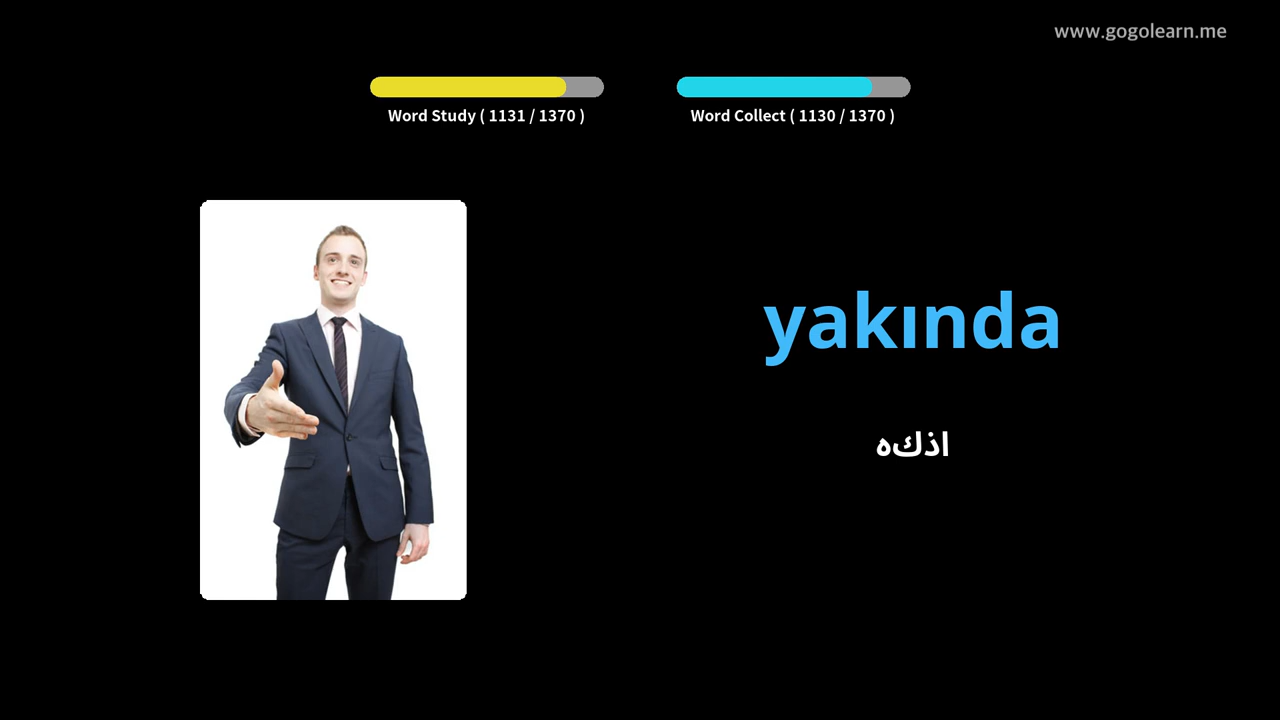 www.gogolearn.me
Word Study ( 1131 / 1370 )
Word Collect ( 1130 / 1370 )
yakında
اذكه